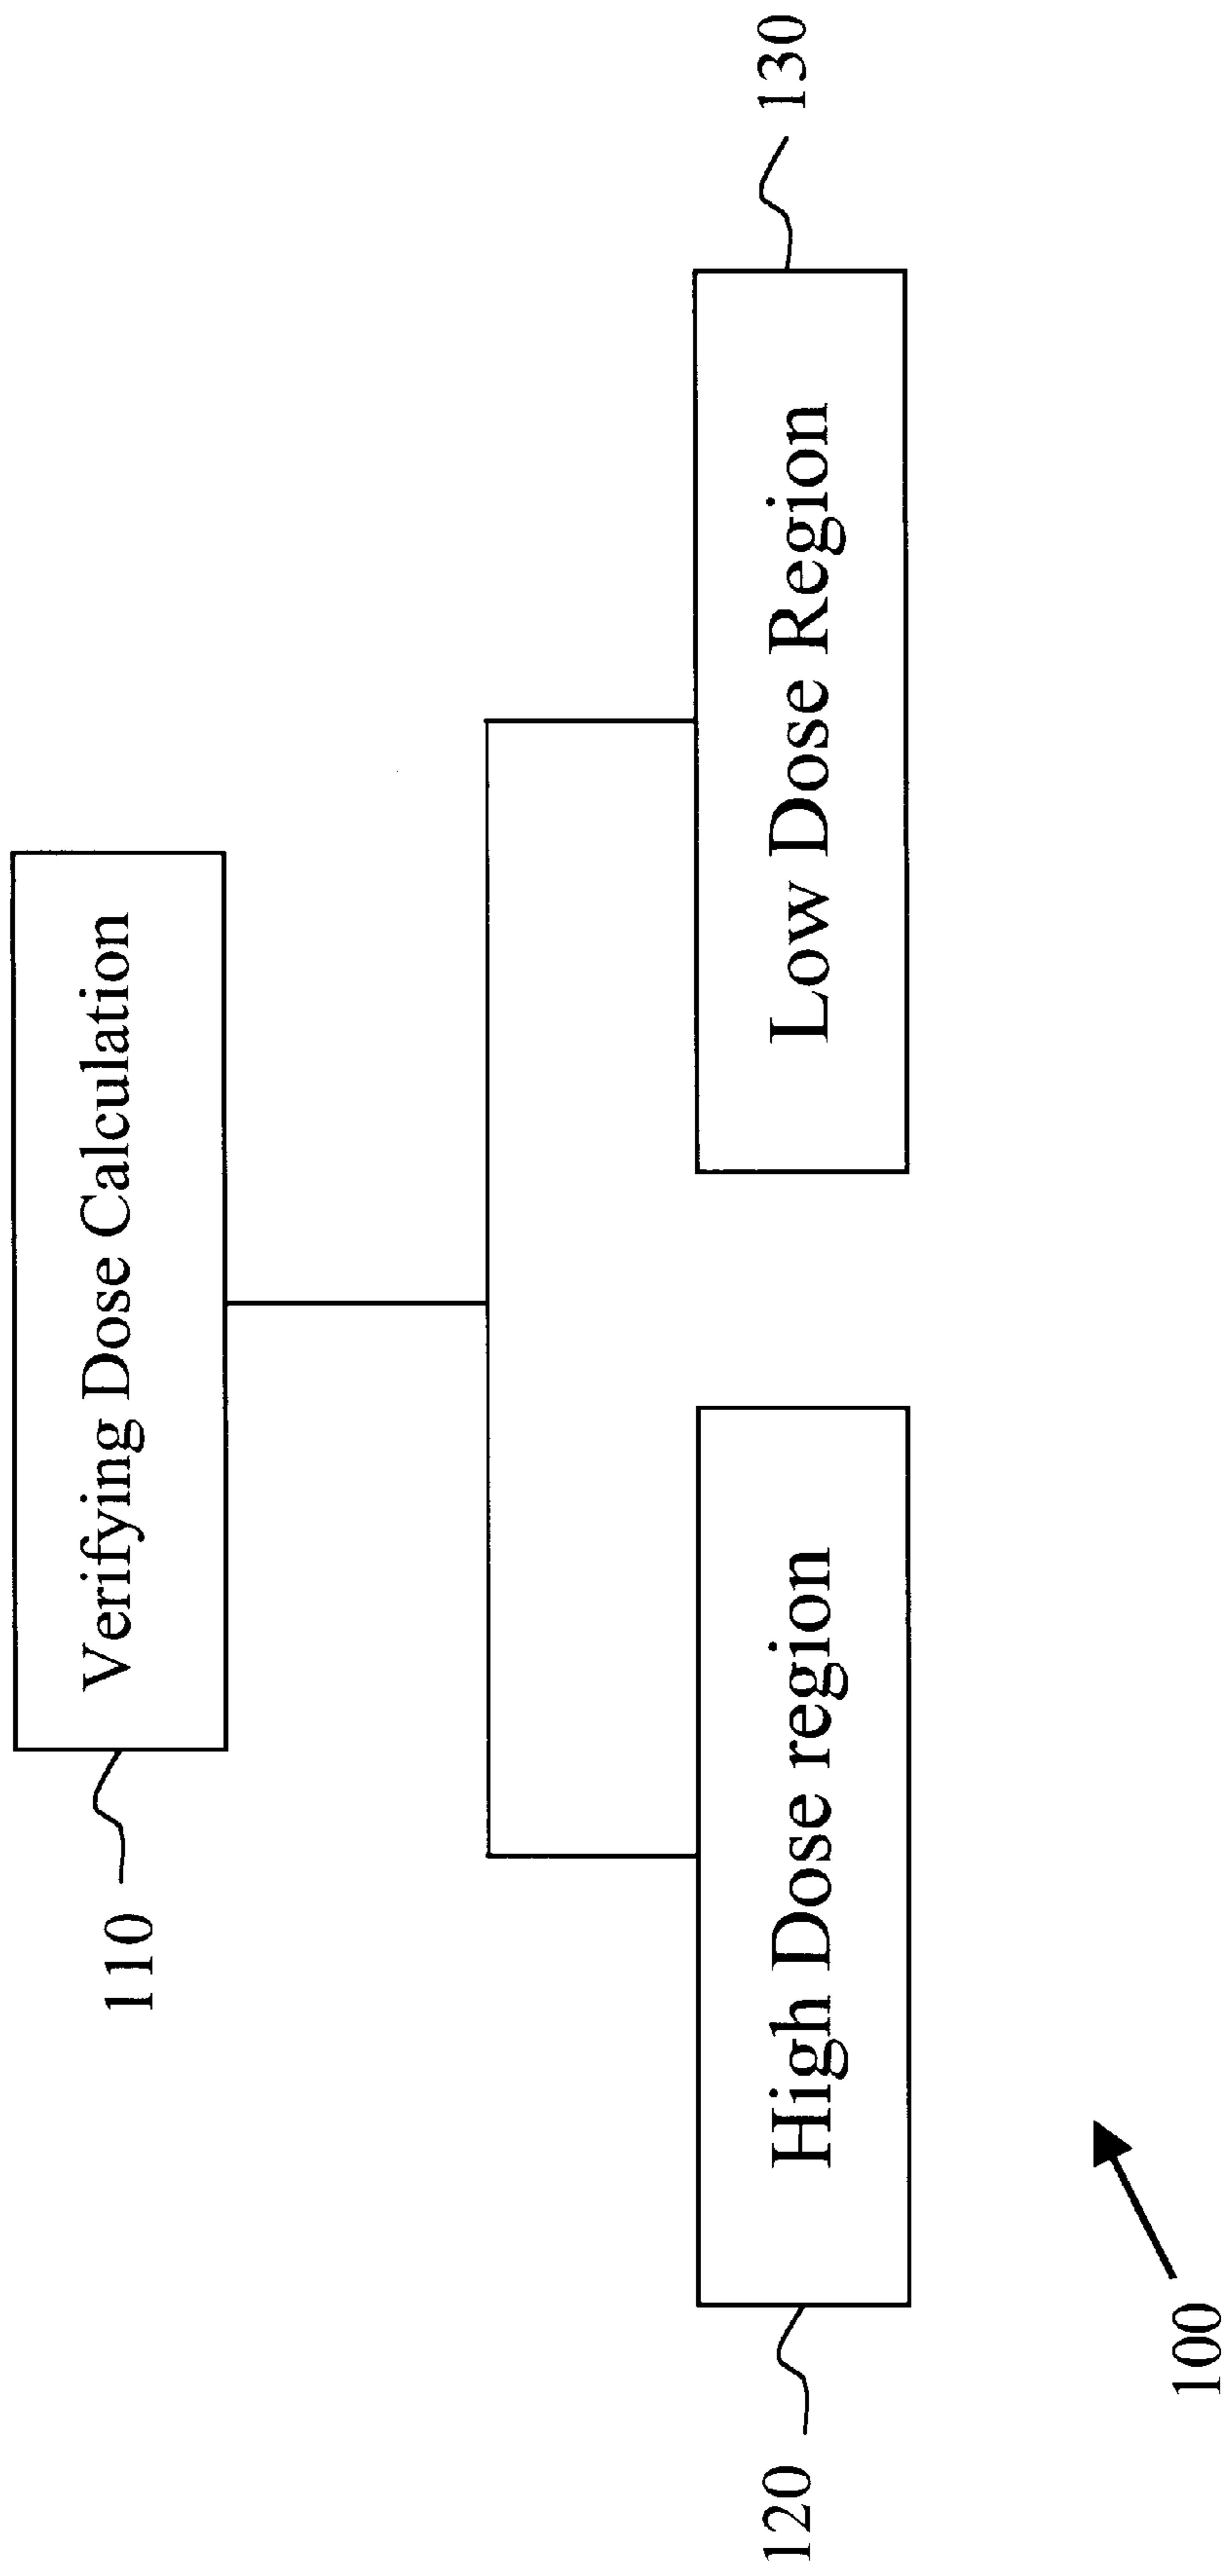 110
Verifying Dose Calculation
120
High Dose region
Low Dose Region
130
100